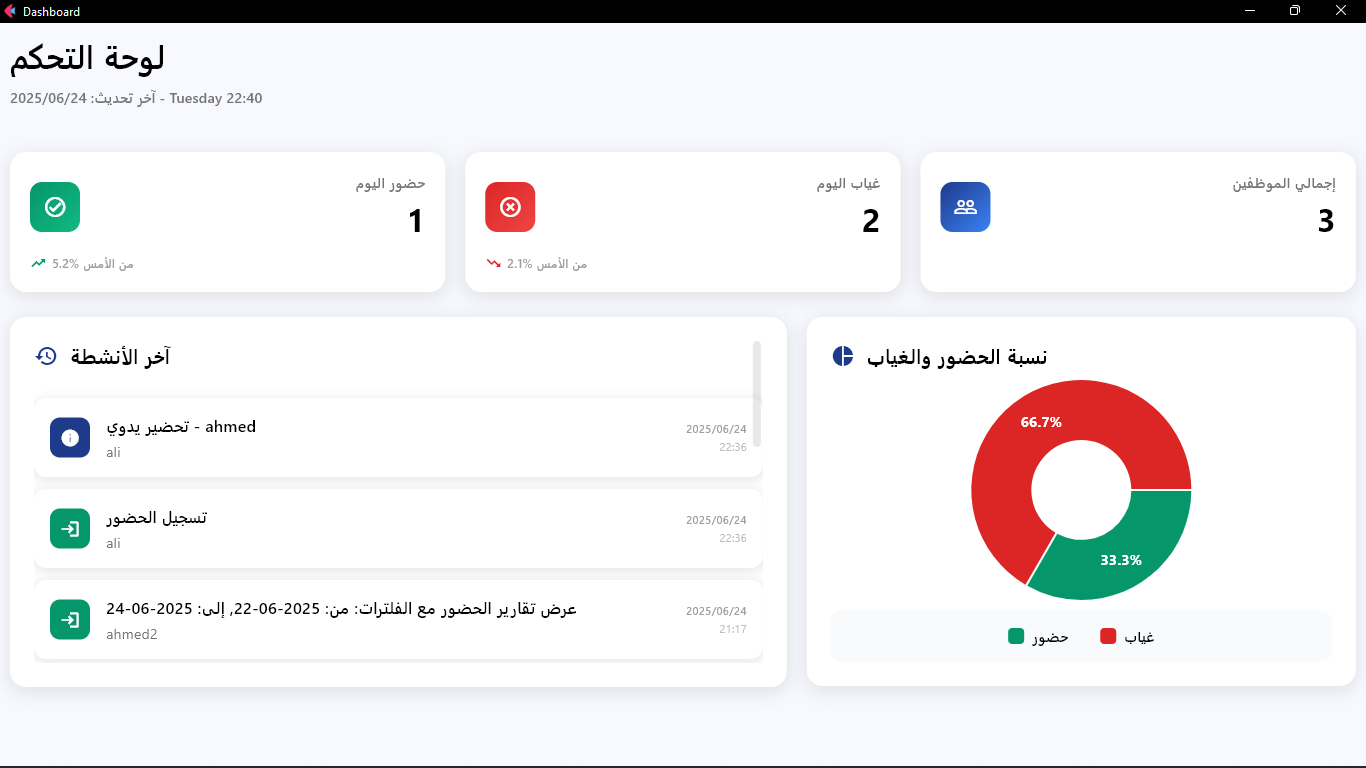 Dashboard
لوحة التحكم
آخر تحديث: 2025/06/24 - Tuesday 22:40
إجمالي الموظفين
3
غياب اليوم
2
2.1% من الأمس
حضور اليوم
1
5.2% من الأمس
نسبة الحضور والغياب
66.7%
33.3%
غياب
حضور
آخر الأنشطة
تحضير يدوي - ahmed
ali
2025/06/24
22:36
تسجيل الحضور
ali
2025/06/24
22:36
عرض تقارير الحضور مع الفلترات: من: 2025-06-22, إلى: 2025-06-24
ahmed2
2025/06/24
21:17